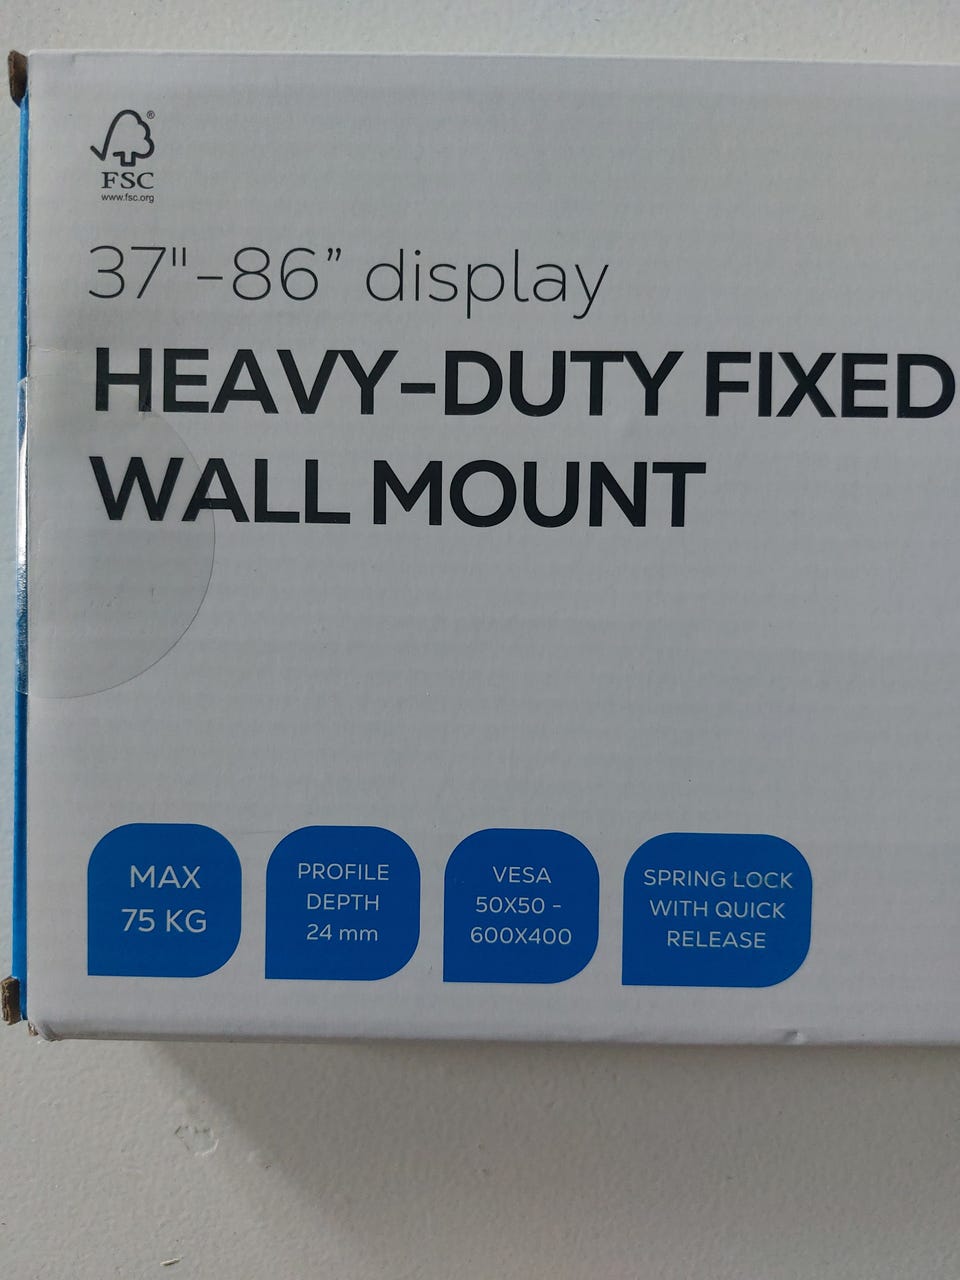 ®
FSC
www.fsc.org
37"-86” display
HEAVY-DUTY FIXED
WALL MOUNT
MAX
75 KG
PROFILE
DEPTH
24 mm
VESA
50X50 -
600X400
SPRING LOCK
WITH QUICK
RELEASE